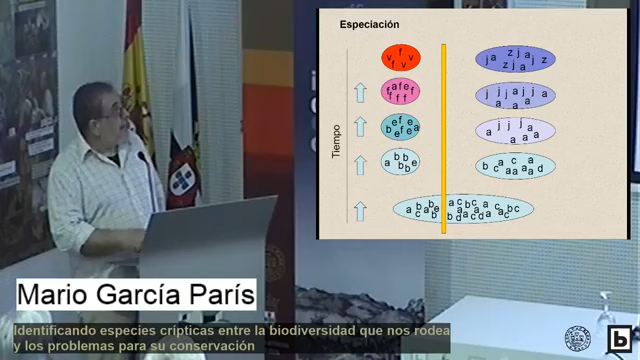 Especiación
Tiempo
v f v
f v
z j a
j a j z
z j a
f a f e f
f f f f
j j j a j j a
a a a
e f e
b e f e a
j j j
a j a
a a a
b b
a e
b b
b c a c a d
a a a a
a b b e
c a b
a c b c a c b c
a a a
b d c d a c
Mario García París
Identificando especies crípticas entre la biodiversidad que nos rodea
y los problemas para su conservación
b